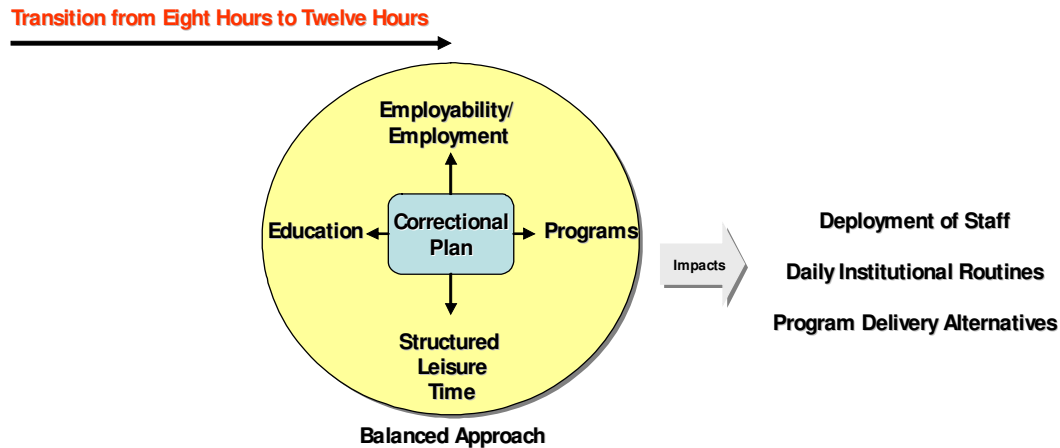 Transition from Eight Hours to Twelve Hours
Employability/
Employment
Education
Correctional
Plan
Programs
Structured
Leisure
Time
Balanced Approach
Impacts
Deployment of Staff
Daily Institutional Routines
Program Delivery Alternatives